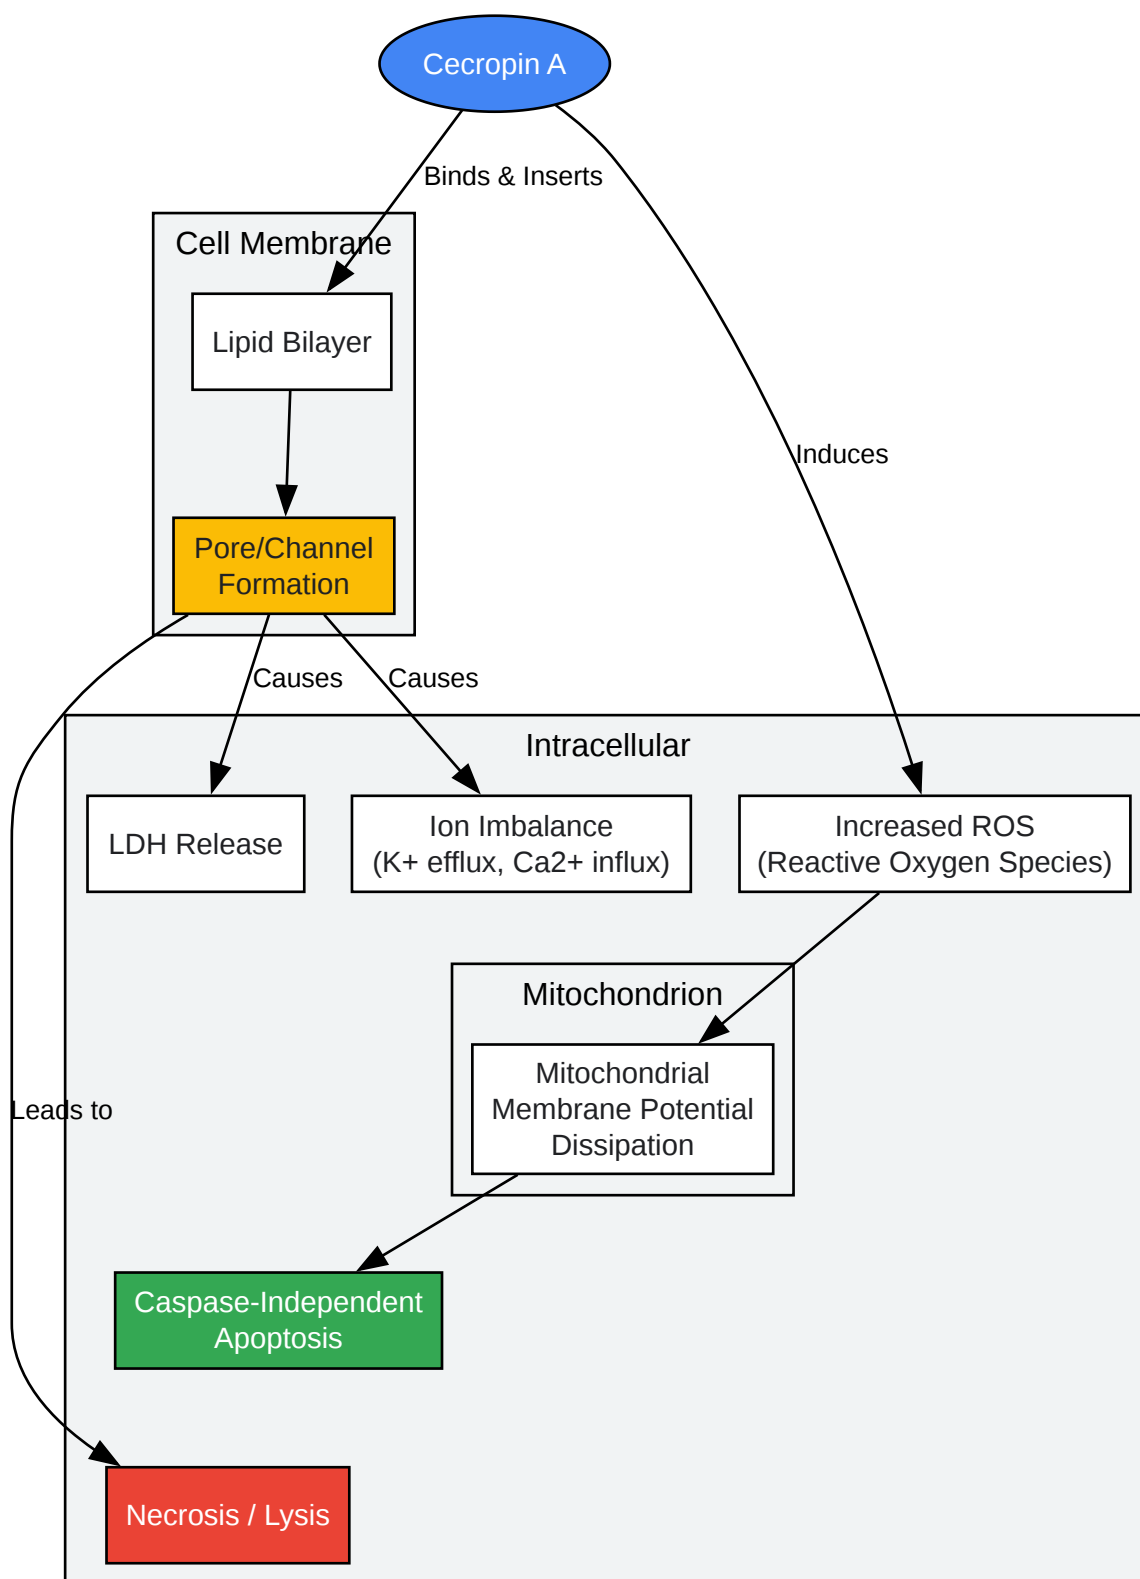 Cecropin A
Binds & Inserts
Cell Membrane
Lipid Bilayer
Induces
Pore/Channel
Formation
Causes
Causes
Intracellular
LDH Release
Ion Imbalance
(K+ efflux, Ca2+ influx)
Increased ROS
(Reactive Oxygen Species)
Mitochondrion
Mitochondrial
Membrane Potential
Dissipation
Leads to
Caspase-Independent
Apoptosis
Necrosis / Lysis